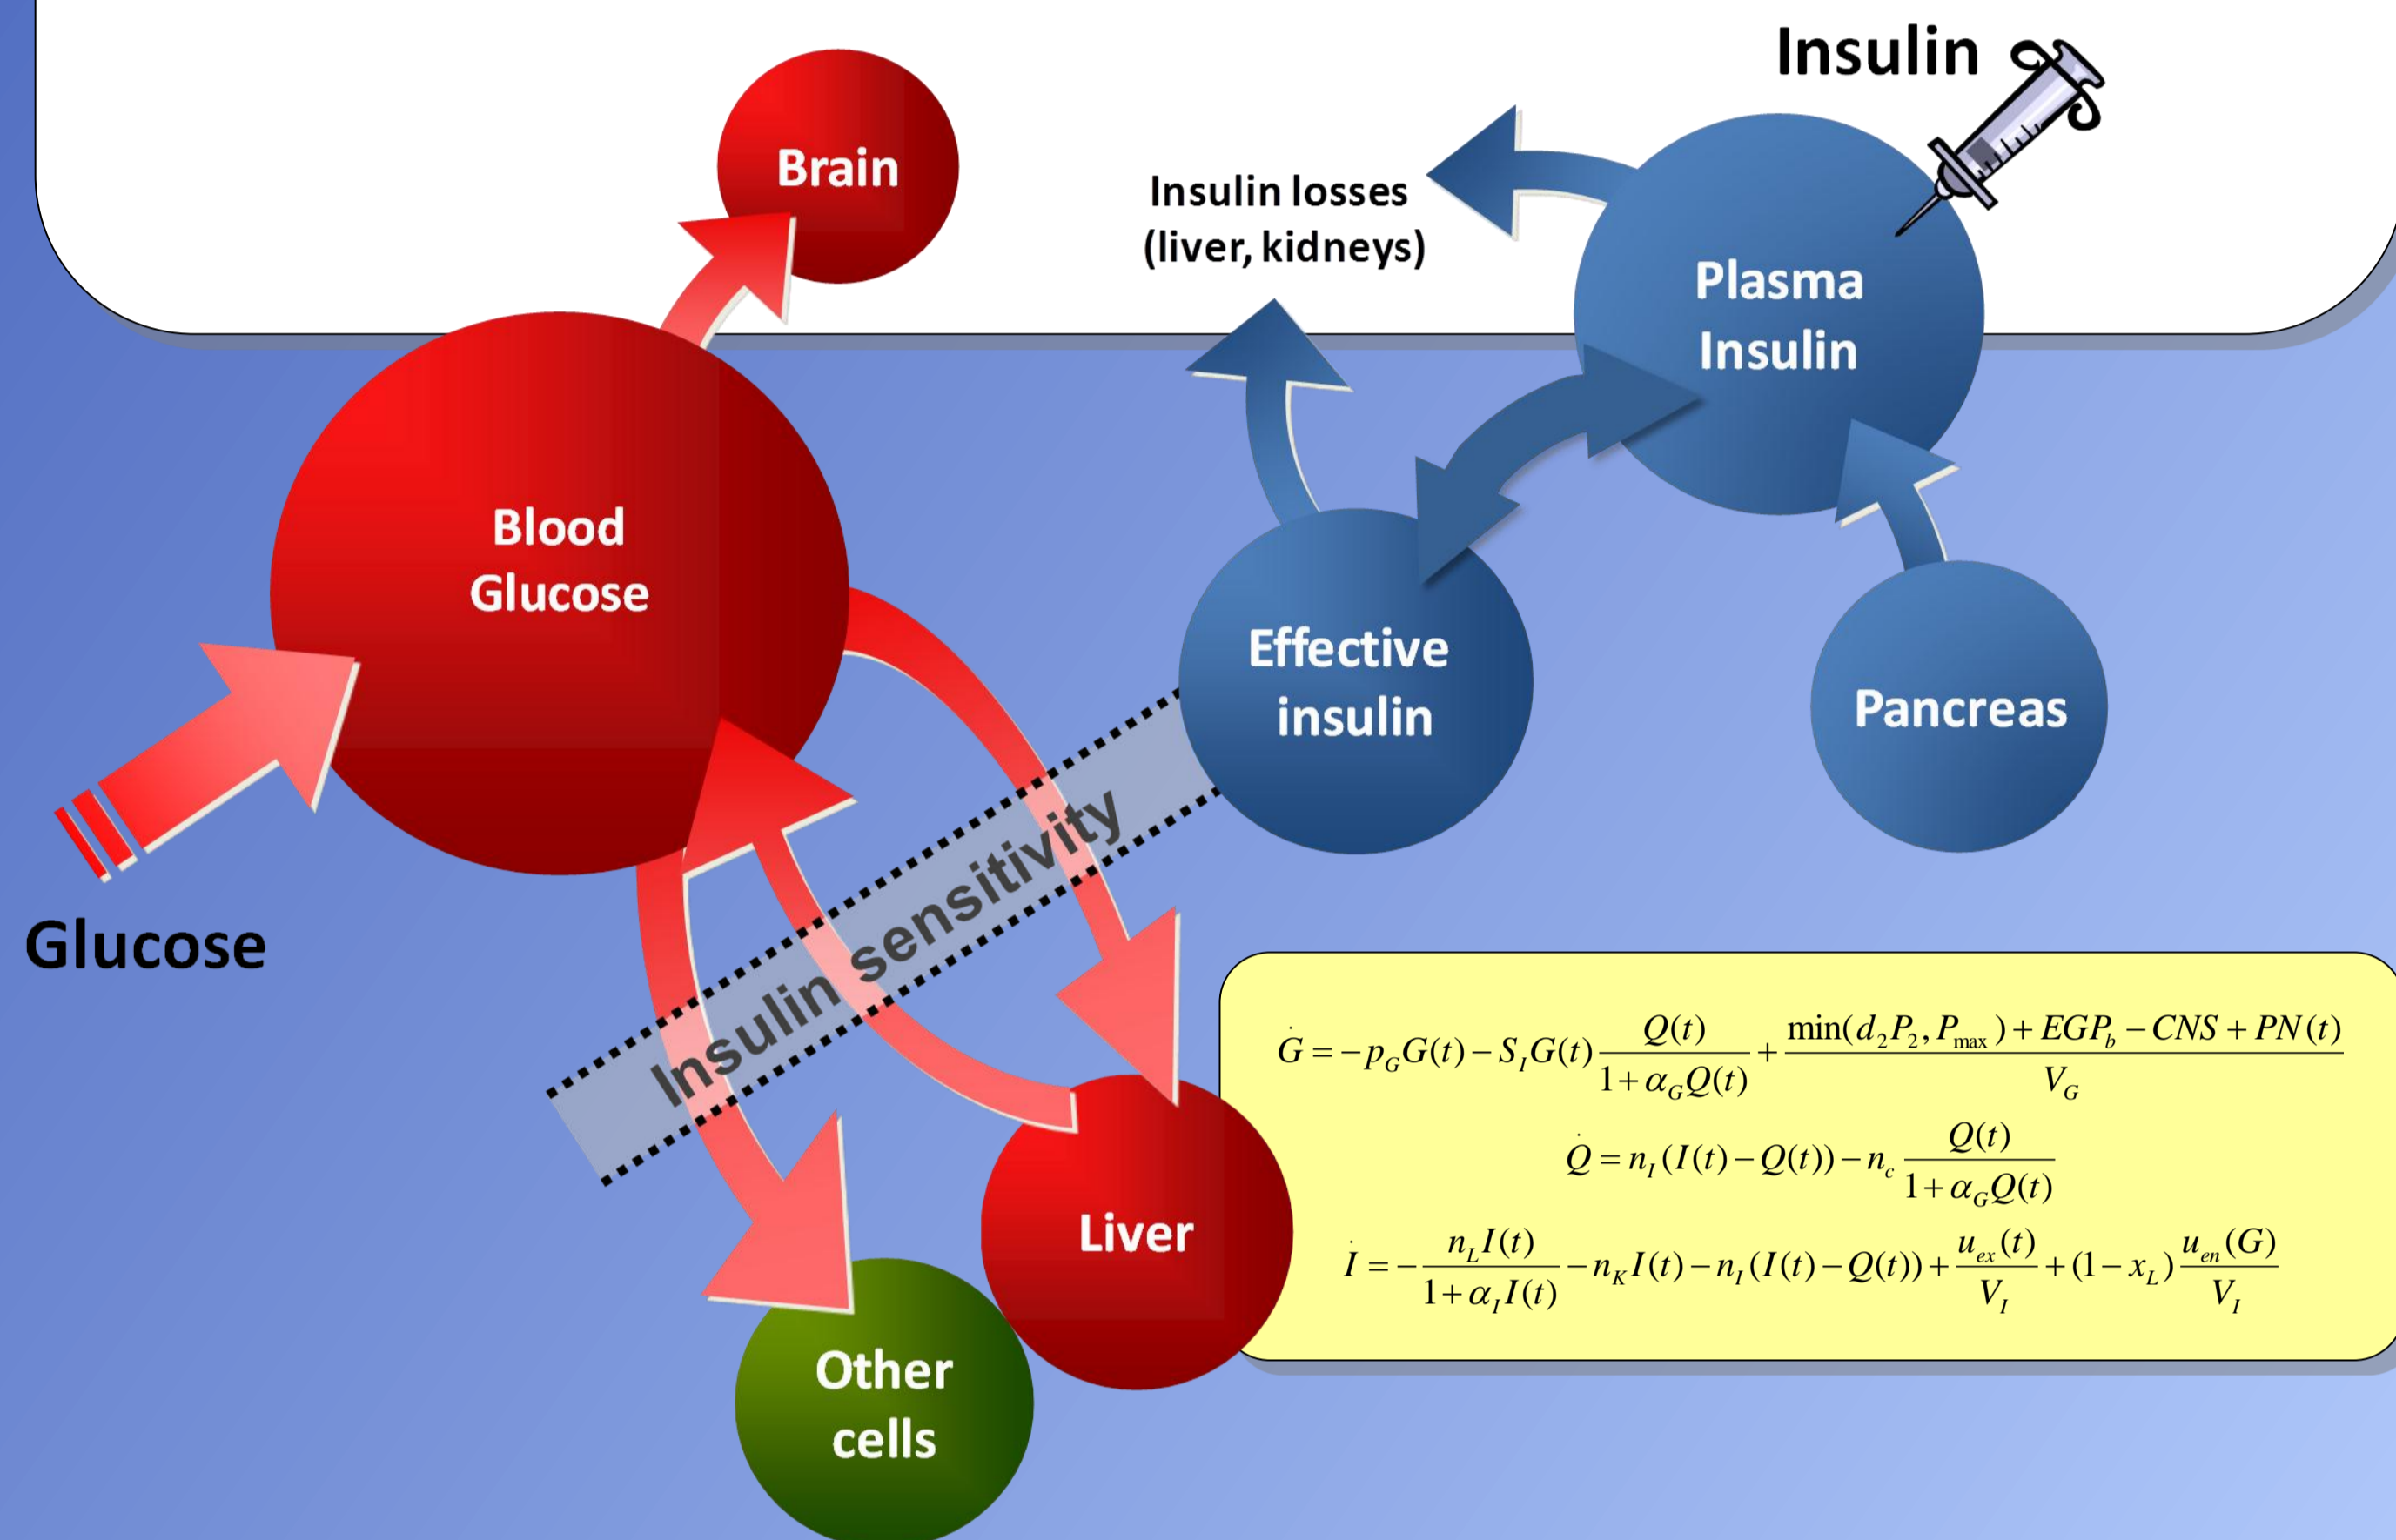 Insulin
Brain
Insulin losses
(liver, kidneys)
Plasma
Insulin
Blood
Glucose
Effective
insulin
Pancreas
Glucose
Insulin sensitivity
Liver
Other
cells
Ġ = −p_G G(t) − S_I G(t) Q(t) / (1 + α_G Q(t)) + (min(d_2 P_2, P_max) + EGP_b − CNS + PN(t)) / V_G
Q̇ = n_I (I(t) − Q(t)) − n_c Q(t) / (1 + α_G Q(t))
İ = − n_L I(t) / (1 + α_I I(t)) − n_K I(t) − n_I (I(t) − Q(t)) + u_ex(t) / V_I + (1 − x_L) u_en(G) / V_I